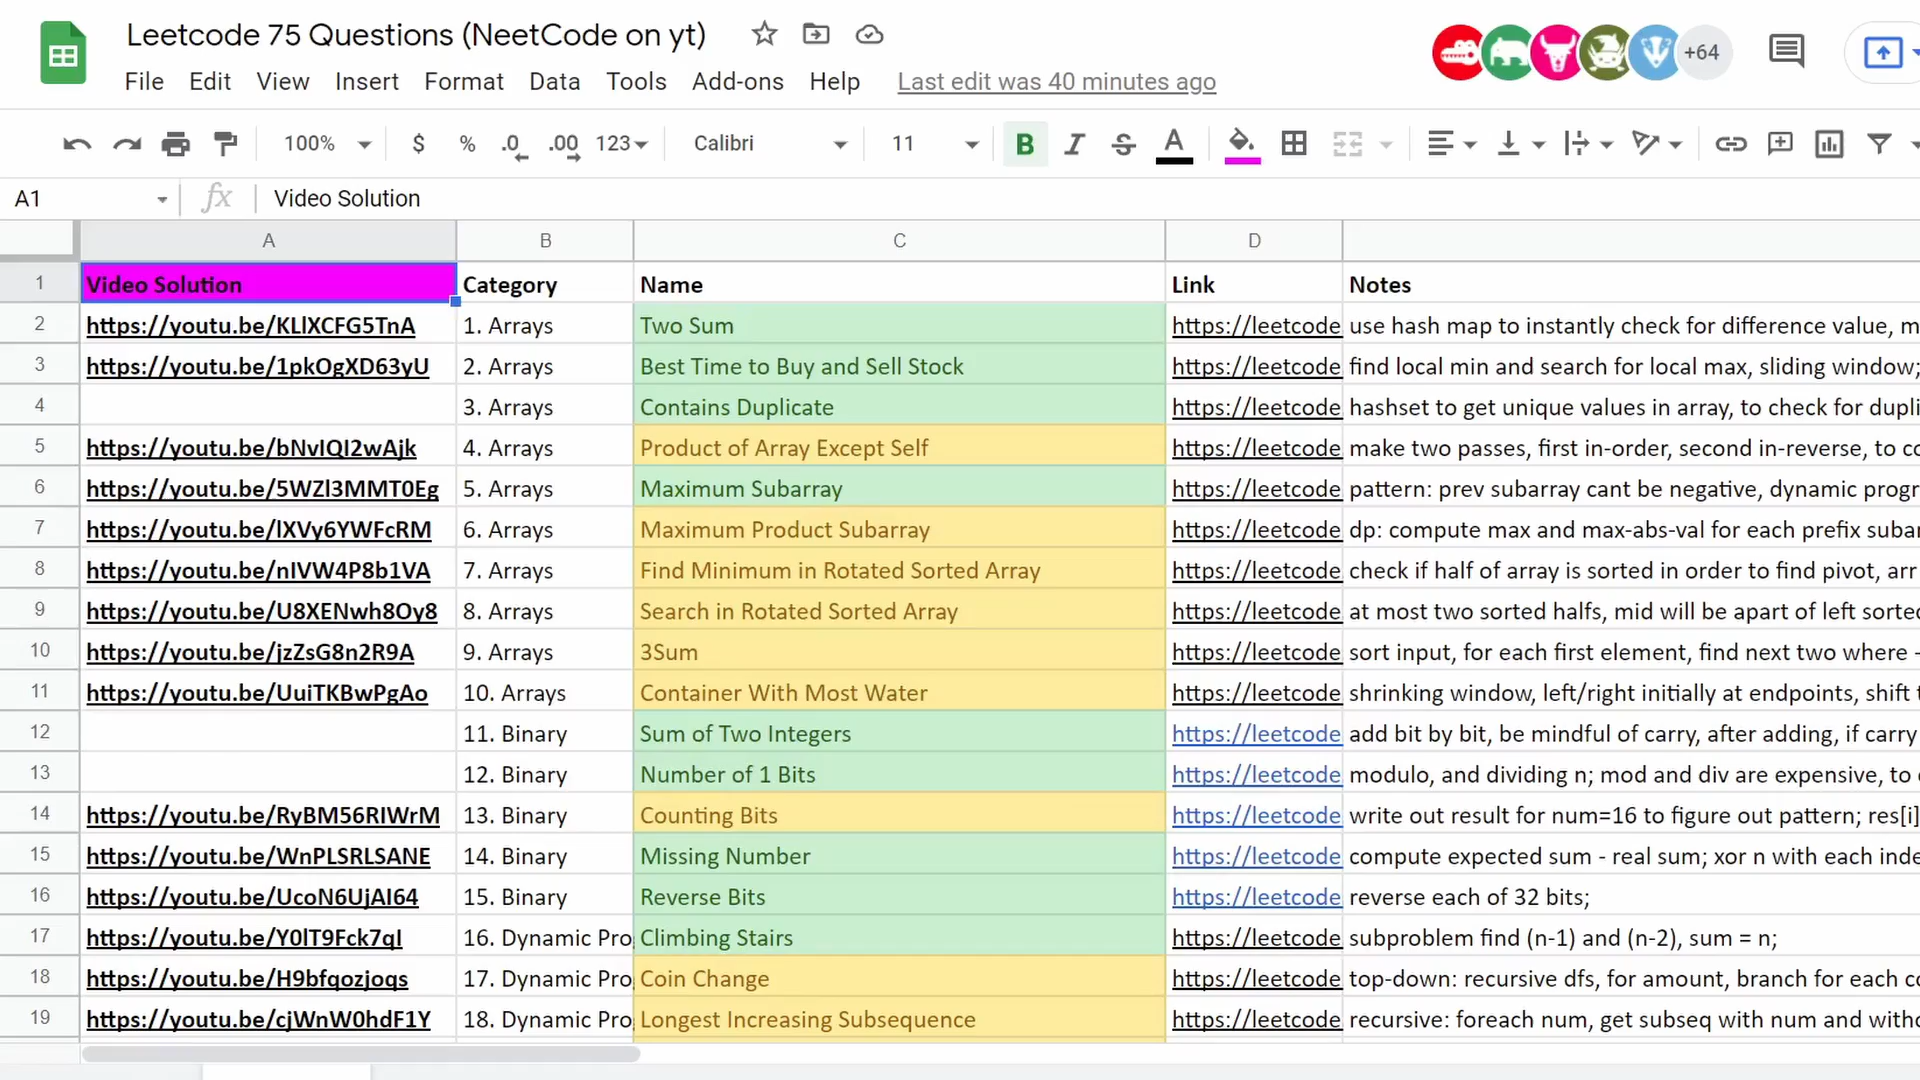 Leetcode 75 Questions (NeetCode on yt)
+64
File Edit View Insert Format Data Tools Add-ons Help Last edit was 40 minutes ago
100% $ % .0 .00 123 Calibri 11 B I S A
A1 fx Video Solution
A B C D
1 Video Solution Category Name Link Notes
2 https://youtu.be/KLlXCFG5TnA 1. Arrays Two Sum https://leetcode. use hash map to instantly check for difference value, m
3 https://youtu.be/1pkOgXD63yU 2. Arrays Best Time to Buy and Sell Stock https://leetcode. find local min and search for local max, sliding window;
4 3. Arrays Contains Duplicate https://leetcode. hashset to get unique values in array, to check for dupli
5 https://youtu.be/bNvIQI2wAjk 4. Arrays Product of Array Except Self https://leetcode. make two passes, first in-order, second in-reverse, to co
6 https://youtu.be/5WZl3MMT0Eg 5. Arrays Maximum Subarray https://leetcode. pattern: prev subarray cant be negative, dynamic progr
7 https://youtu.be/lXVy6YWFcRM 6. Arrays Maximum Product Subarray https://leetcode. dp: compute max and max-abs-val for each prefix subar
8 https://youtu.be/nIVW4P8b1VA 7. Arrays Find Minimum in Rotated Sorted Array https://leetcode. check if half of array is sorted in order to find pivot, arr
9 https://youtu.be/U8XENwh8Oy8 8. Arrays Search in Rotated Sorted Array https://leetcode. at most two sorted halfs, mid will be apart of left sorted
10 https://youtu.be/jzZsG8n2R9A 9. Arrays 3Sum https://leetcode. sort input, for each first element, find next two where -
11 https://youtu.be/UuiTKBwPgAo 10. Arrays Container With Most Water https://leetcode. shrinking window, left/right initially at endpoints, shift t
12 11. Binary Sum of Two Integers https://leetcode. add bit by bit, be mindful of carry, after adding, if carry
13 12. Binary Number of 1 Bits https://leetcode. modulo, and dividing n; mod and div are expensive, to
14 https://youtu.be/RyBM56RIWrM 13. Binary Counting Bits https://leetcode. write out result for num=16 to figure out pattern; res[i]
15 https://youtu.be/WnPLSRLSANE 14. Binary Missing Number https://leetcode. compute expected sum - real sum; xor n with each inde
16 https://youtu.be/UcoN6UjAI64 15. Binary Reverse Bits https://leetcode. reverse each of 32 bits;
17 https://youtu.be/Y0lT9Fck7qI 16. Dynamic Pro Climbing Stairs https://leetcode. subproblem find (n-1) and (n-2), sum = n;
18 https://youtu.be/H9bfqozjoqs 17. Dynamic Pro Coin Change https://leetcode. top-down: recursive dfs, for amount, branch for each co
19 https://youtu.be/cjWnW0hdF1Y 18. Dynamic Pro Longest Increasing Subsequence https://leetcode. recursive: foreach num, get subseq with num and witho